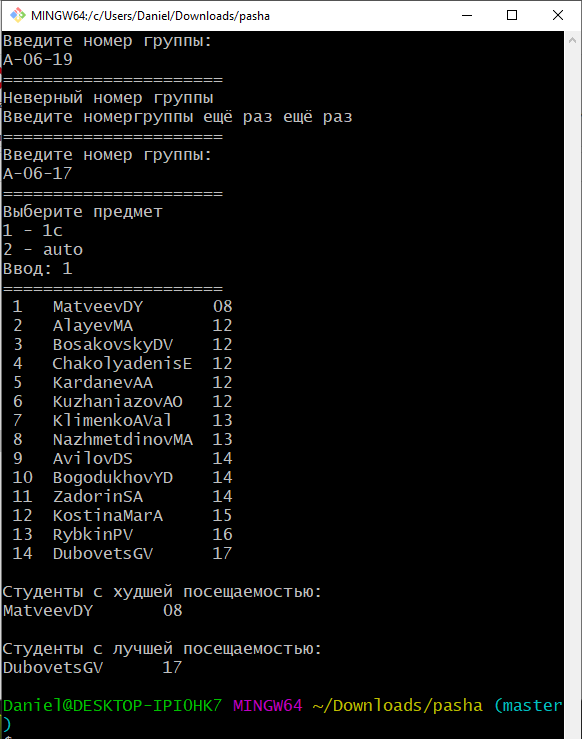 MINGW64:/c/Users/Daniel/Downloads/pasha
Введите номер группы:
А-06-19
======================
Неверный номер группы
Введите номергруппы ещё раз ещё раз
======================
Введите номер группы:
А-06-17
======================
Выберите предмет
1 - 1c
2 - auto
Ввод: 1
======================
1 MatveevDY 08
2 AlayevMA 12
3 BosakovskyDV 12
4 ChakolyadenisE 12
5 KardanevAA 12
6 KuzhaniazovAO 12
7 KlimenkoAVal 13
8 NazhmetdinovMA 13
9 AvilovDS 14
10 BogodukhovYD 14
11 ZadorinSA 14
12 KostinaMarA 15
13 RybkinPV 16
14 DubovetsGV 17
Студенты с худшей посещаемостью:
MatveevDY 08
Студенты с лучшей посещаемостью:
DubovetsGV 17
Daniel@DESKTOP-IPIOHK7 MINGW64 ~/Downloads/pasha (master
)